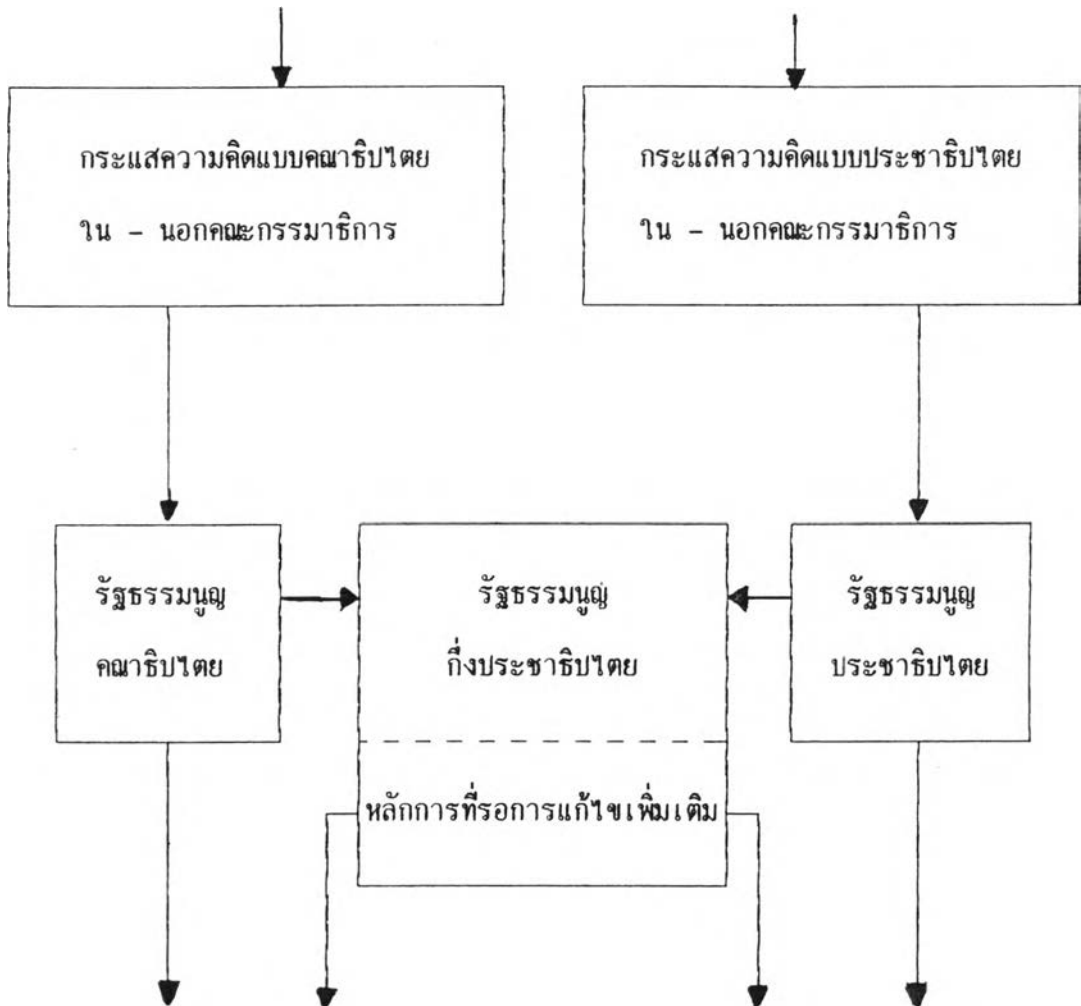 กระแสความคิดแบบคณาธิปไตย
ใน - นอกคณะกรรมาธิการ
กระแสความคิดแบบประชาธิปไตย
ใน - นอกคณะกรรมาธิการ
รัฐธรรมนูญ
คณาธิปไตย
รัฐธรรมนูญ
กึ่งประชาธิปไตย
หลักการที่รอการแก้ไขเพิ่มเติม
รัฐธรรมนูญ
ประชาธิปไตย